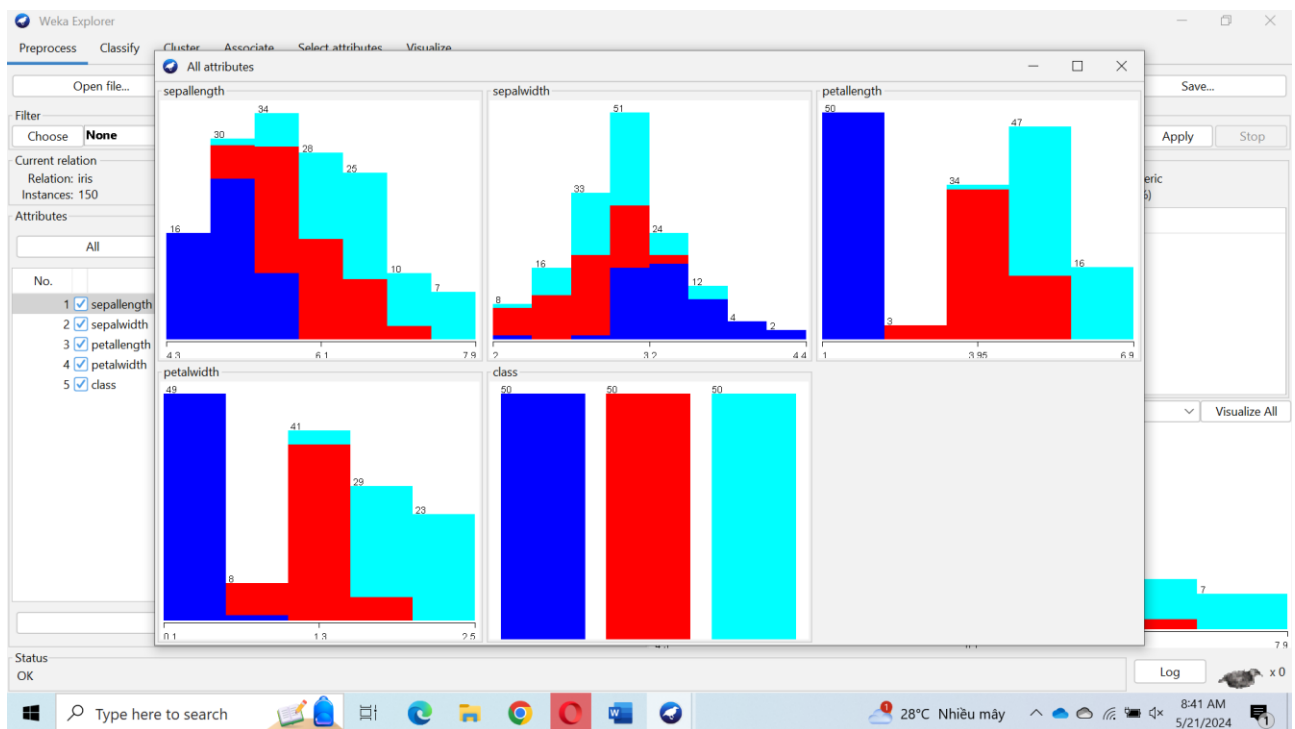 Weka Explorer
Preprocess Classify Cluster Associate Select attributes Visualize
All attributes
Open file...
Save...
Filter
Choose None
Apply Stop
Current relation
Relation: iris
Instances: 150
Attributes
All
No.
1 sepallength
2 sepalwidth
3 petallength
4 petalwidth
5 class
sepallength
34
30
28
25
16
10
7
4.3 6.1 7.9
sepalwidth
51
33
24
16
12
8
4
2
2 3.2 4.4
petallength
50
47
34
16
3
1 3.95 6.9
petalwidth
49
41
29
23
8
0.1 1.3 2.5
class
50 50 50
eric
%)
Visualize All
7
7.9
Status
OK
Log x 0
Type here to search
28°C Nhiều mây
8:41 AM
5/21/2024
1